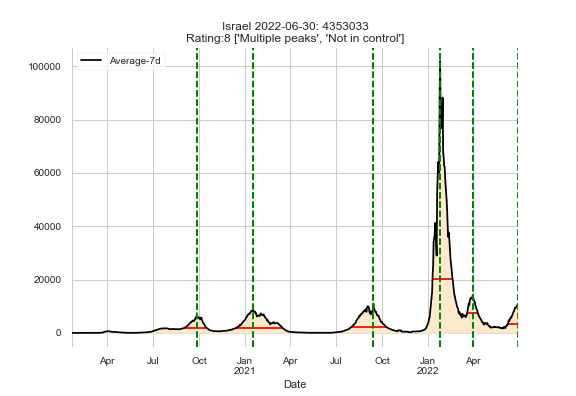 Israel 2022-06-30: 4353033
Rating:8 ['Multiple peaks', 'Not in control']
Average-7d
100000
80000
60000
40000
20000
0
Apr Jul Oct Jan Apr Jul Oct Jan Apr
2021 2022
Date